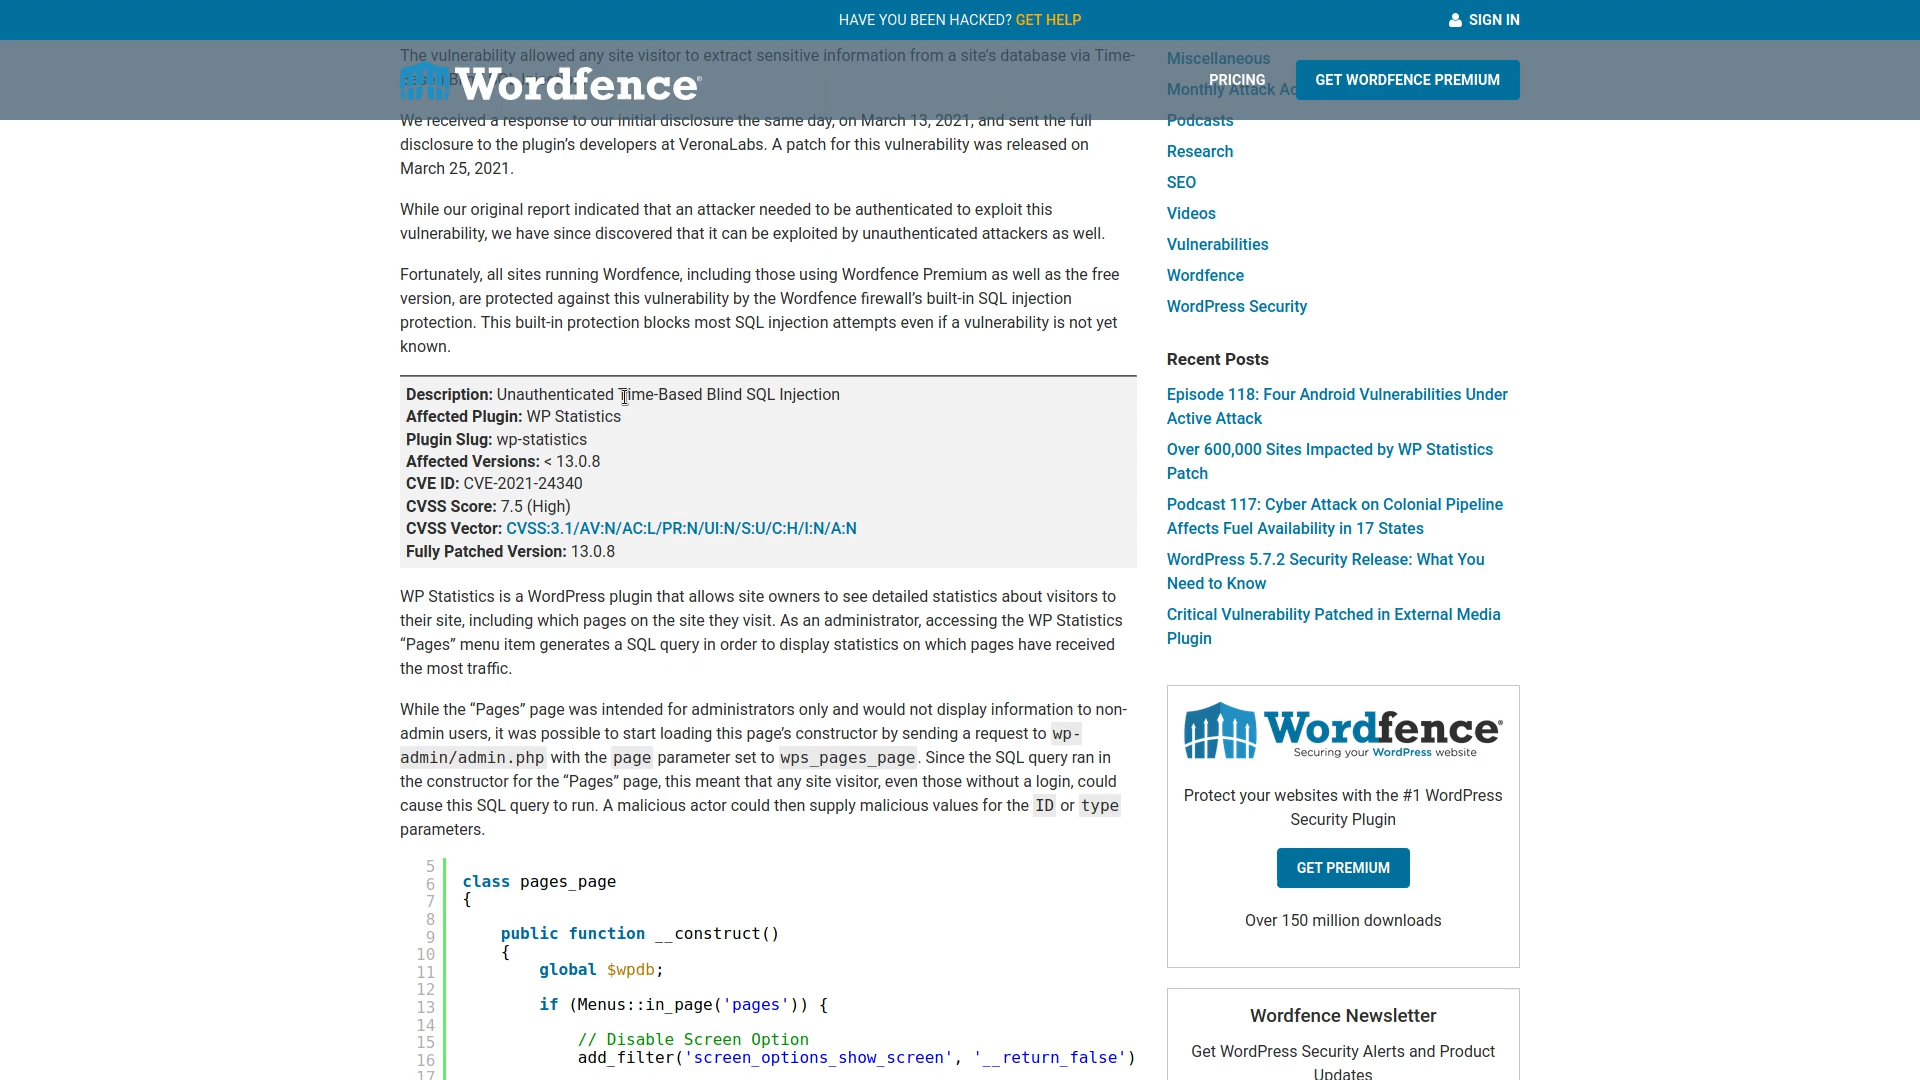 HAVE YOU BEEN HACKED? GET HELP
SIGN IN
Wordfence®
PRICING
GET WORDFENCE PREMIUM
The vulnerability allowed any site visitor to extract sensitive information from a site's database via Time-
We received a response to our initial disclosure the same day, on March 13, 2021, and sent the full
disclosure to the plugin’s developers at VeronaLabs. A patch for this vulnerability was released on
March 25, 2021.
While our original report indicated that an attacker needed to be authenticated to exploit this
vulnerability, we have since discovered that it can be exploited by unauthenticated attackers as well.
Fortunately, all sites running Wordfence, including those using Wordfence Premium as well as the free
version, are protected against this vulnerability by the Wordfence firewall’s built-in SQL injection
protection. This built-in protection blocks most SQL injection attempts even if a vulnerability is not yet
known.
Description: Unauthenticated Time-Based Blind SQL Injection
Affected Plugin: WP Statistics
Plugin Slug: wp-statistics
Affected Versions: < 13.0.8
CVE ID: CVE-2021-24340
CVSS Score: 7.5 (High)
CVSS Vector: CVSS:3.1/AV:N/AC:L/PR:N/UI:N/S:U/C:H/I:N/A:N
Fully Patched Version: 13.0.8
WP Statistics is a WordPress plugin that allows site owners to see detailed statistics about visitors to
their site, including which pages on the site they visit. As an administrator, accessing the WP Statistics
“Pages” menu item generates a SQL query in order to display statistics on which pages have received
the most traffic.
While the “Pages” page was intended for administrators only and would not display information to non-
admin users, it was possible to start loading this page’s constructor by sending a request to wp-
admin/admin.php with the page parameter set to wps_pages_page. Since the SQL query ran in
the constructor for the “Pages” page, this meant that any site visitor, even those without a login, could
cause this SQL query to run. A malicious actor could then supply malicious values for the ID or type
parameters.
5
6 class pages_page
7 {
8
9 public function __construct()
10 {
11 global $wpdb;
12
13 if (Menus::in_page('pages')) {
14
15 // Disable Screen Option
16 add_filter('screen_options_show_screen', '__return_false')
17
Miscellaneous
Monthly Attack Ac
Podcasts
Research
SEO
Videos
Vulnerabilities
Wordfence
WordPress Security
Recent Posts
Episode 118: Four Android Vulnerabilities Under
Active Attack
Over 600,000 Sites Impacted by WP Statistics
Patch
Podcast 117: Cyber Attack on Colonial Pipeline
Affects Fuel Availability in 17 States
WordPress 5.7.2 Security Release: What You
Need to Know
Critical Vulnerability Patched in External Media
Plugin
Wordfence®
Securing your WordPress website
Protect your websites with the #1 WordPress
Security Plugin
GET PREMIUM
Over 150 million downloads
Wordfence Newsletter
Get WordPress Security Alerts and Product
Updates